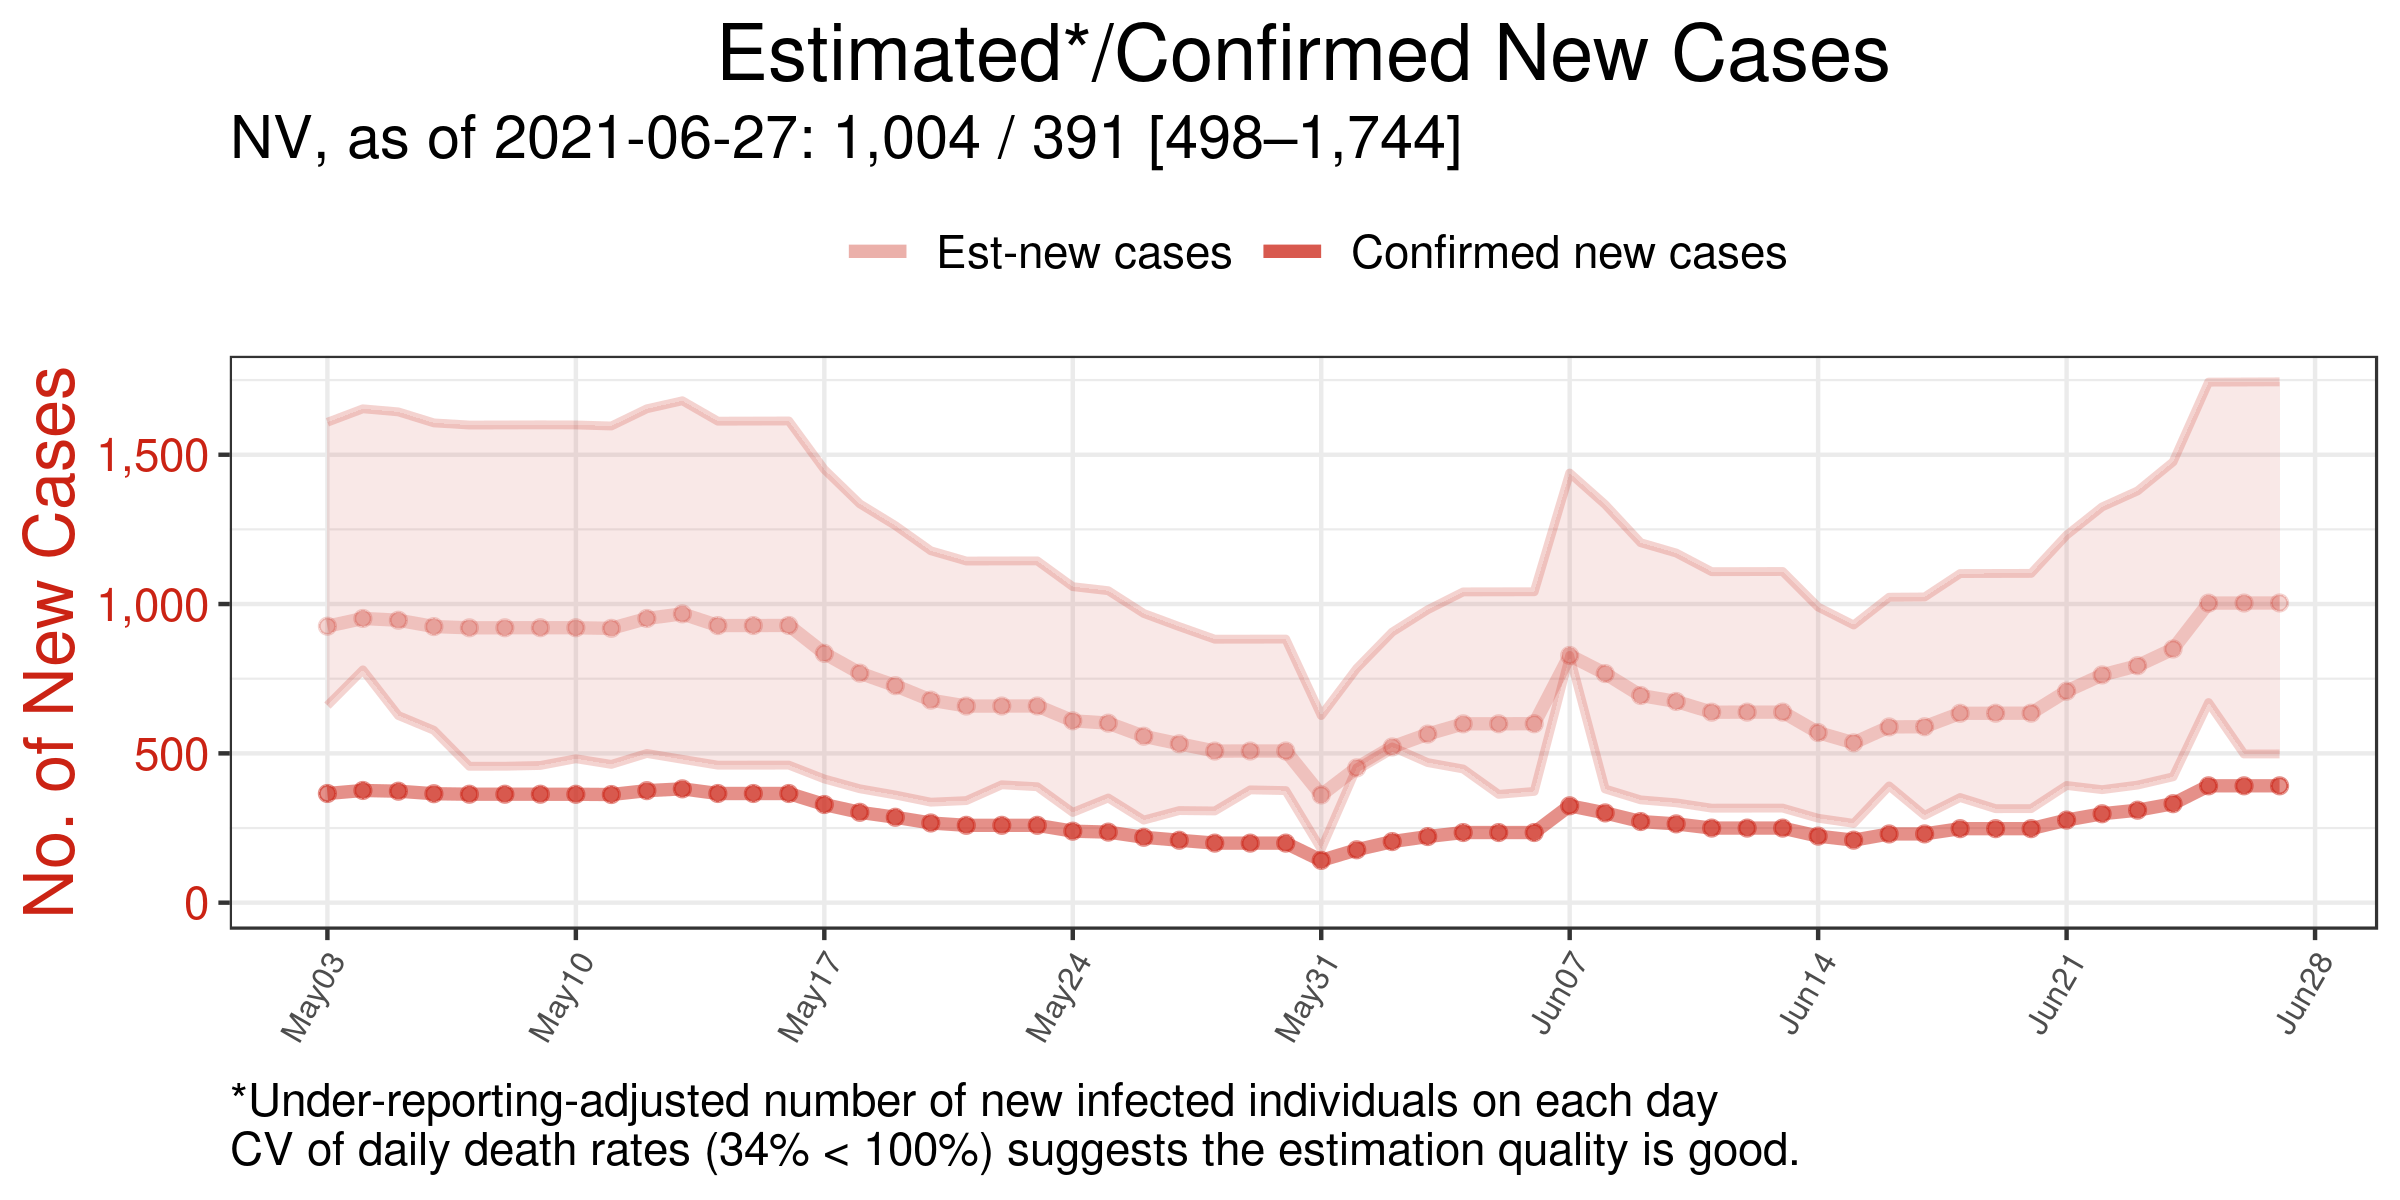 Estimated*/Confirmed New Cases
NV, as of 2021-06-27: 1,004 / 391 [498–1,744]
Est-new cases Confirmed new cases
No. of New Cases
1,500
1,000
500
0
May03 May10 May17 May24 May31 Jun07 Jun14 Jun21 Jun28
*Under-reporting-adjusted number of new infected individuals on each day
CV of daily death rates (34% < 100%) suggests the estimation quality is good.